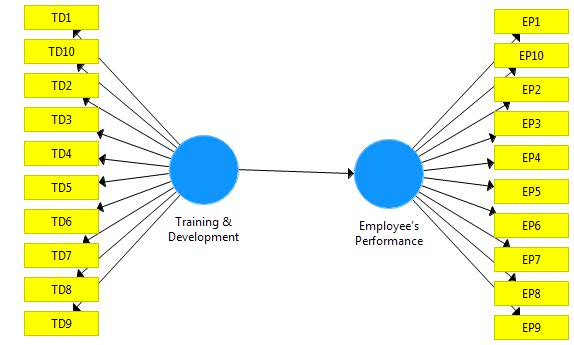 TD1
TD10
TD2
TD3
TD4
TD5
TD6
TD7
TD8
TD9
Training &
Development
Employee's
Performance
EP1
EP10
EP2
EP3
EP4
EP5
EP6
EP7
EP8
EP9